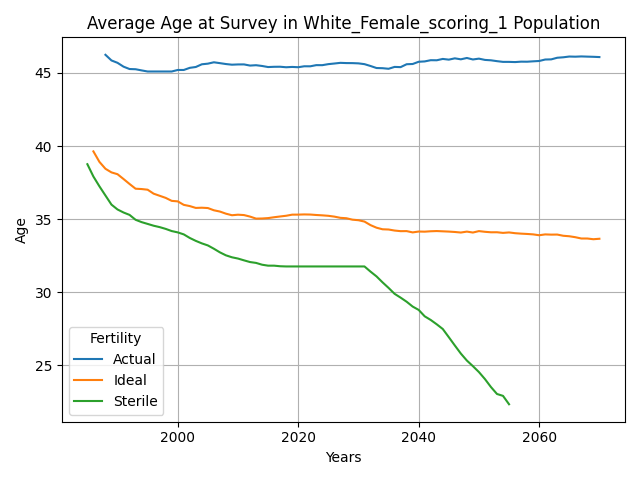 Average Age at Survey in White_Female_scoring_1 Population
Age
45
40
35
30
25
Fertility
Actual
Ideal
Sterile
2000 2020 2040 2060
Years